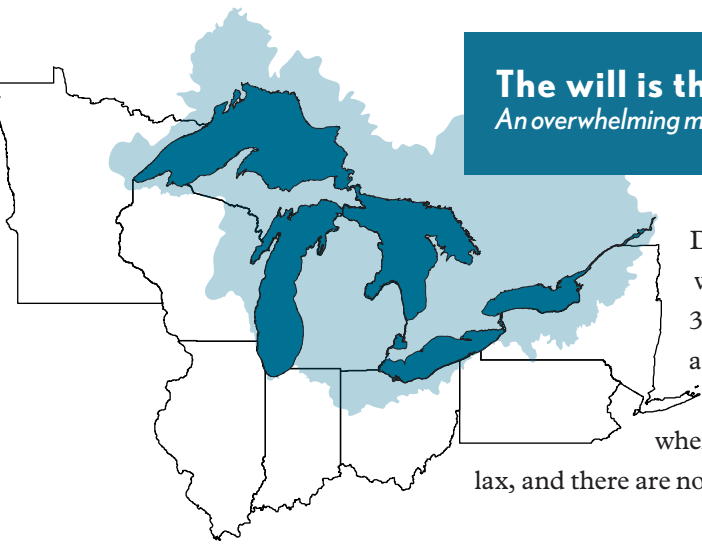 The will is th
An overwhelming m
D
w
3
a
whe
lax, and there are no